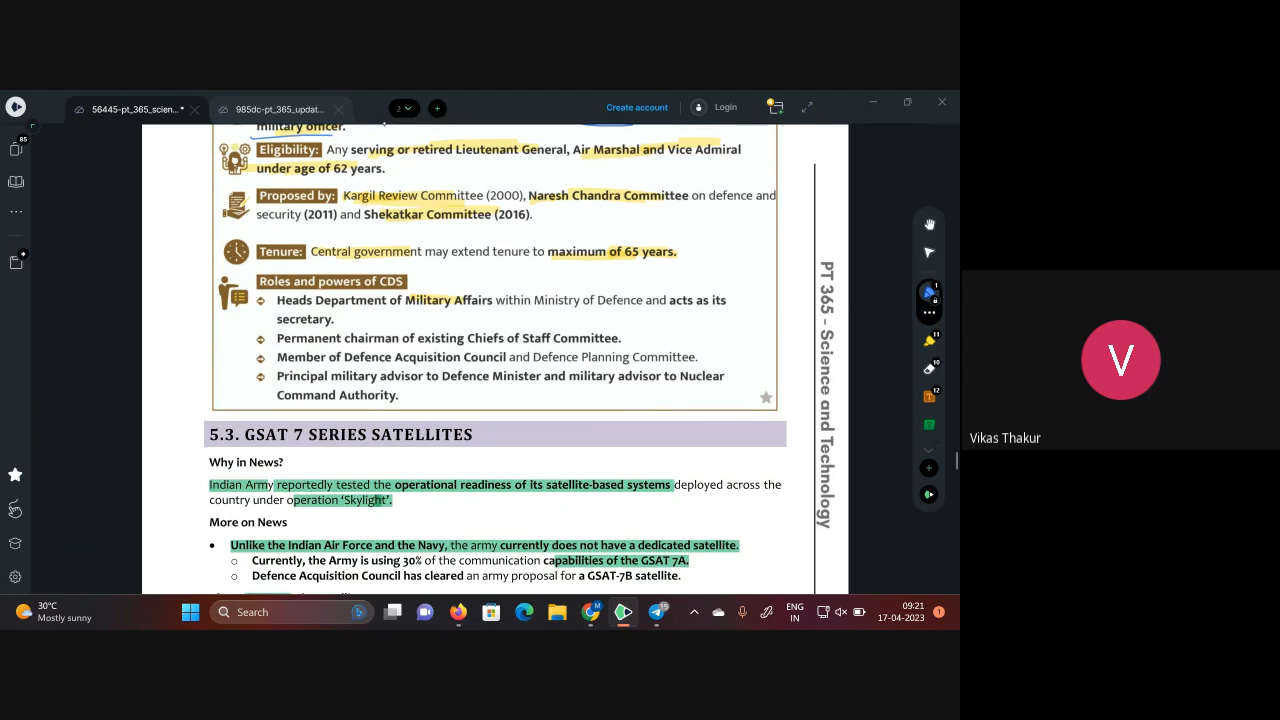 56445-pt_365_scien...*
985dc-pt_365_updat...
2
Create account
Login
85
military officer.
Eligibility: Any serving or retired Lieutenant General, Air Marshal and Vice Admiral
under age of 62 years.
Proposed by: Kargil Review Committee (2000), Naresh Chandra Committee on defence and
security (2011) and Shekatkar Committee (2016).
Tenure: Central government may extend tenure to maximum of 65 years.
Roles and powers of CDS
Heads Department of Military Affairs within Ministry of Defence and acts as its
secretary.
Permanent chairman of existing Chiefs of Staff Committee.
Member of Defence Acquisition Council and Defence Planning Committee.
Principal military advisor to Defence Minister and military advisor to Nuclear
Command Authority.
5.3. GSAT 7 SERIES SATELLITES
Why in News?
Indian Army reportedly tested the operational readiness of its satellite-based systems deployed across the
country under operation ‘Skylight’.
More on News
• Unlike the Indian Air Force and the Navy, the army currently does not have a dedicated satellite.
o Currently, the Army is using 30% of the communication capabilities of the GSAT 7A.
o Defence Acquisition Council has cleared an army proposal for a GSAT-7B satellite.
PT 365 - Science and Technology
1
11
10
12
V
Vikas Thakur
30°C
Mostly sunny
Search
M
15
ENG
IN
09:21
17-04-2023
1